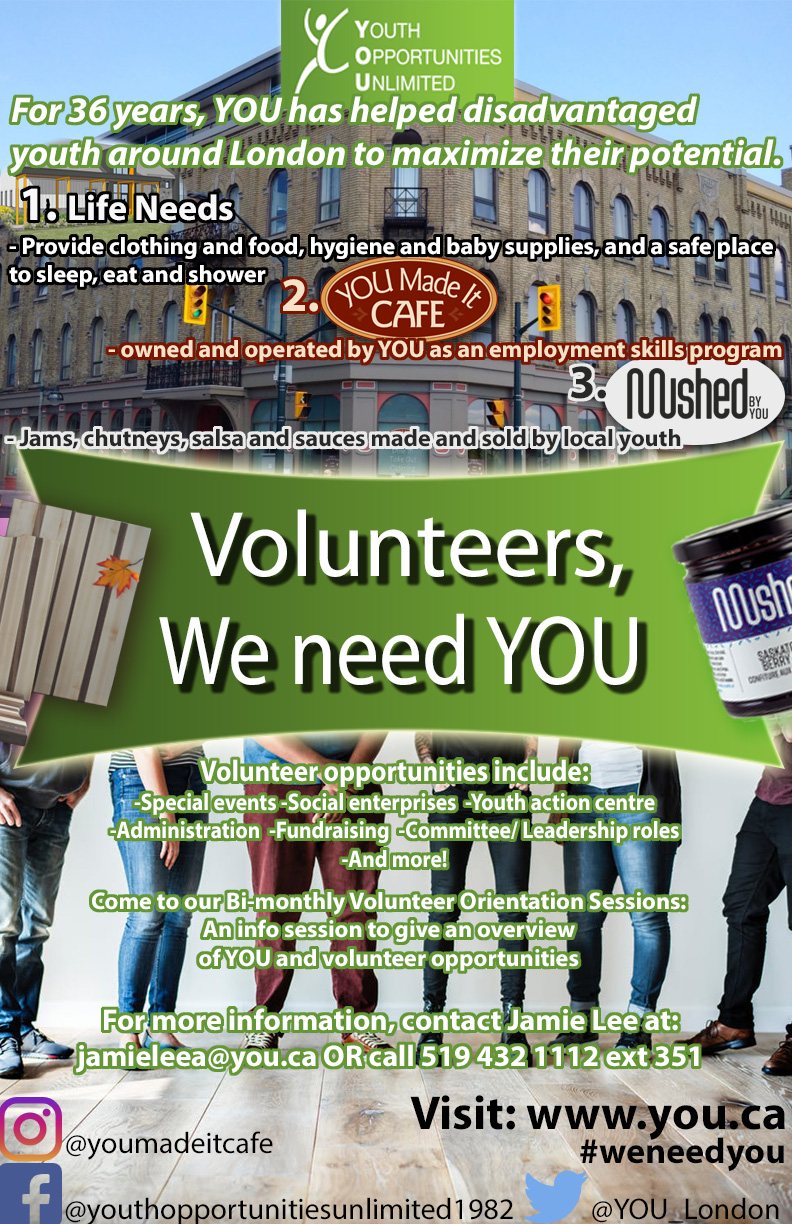 YOUTH
OPPORTUNITIES
UNLIMITED
For 36 years, YOU has helped disadvantaged
youth around London to maximize their potential.
1. Life Needs
- Provide clothing and food, hygiene and baby supplies, and a safe place
to sleep, eat and shower
2. YOU Made It
CAFE
- owned and operated by YOU as an employment skills program
3. Mushed BY
YOU
- Jams, chutneys, salsa and sauces made and sold by local youth
Volunteers,
We need YOU
Mush
SASKAT
BERRY
CONFITURE AUX
Volunteer opportunities include:
-Special events -Social enterprises -Youth action centre
-Administration -Fundraising -Committee/ Leadership roles
-And more!
Come to our Bi-monthly Volunteer Orientation Sessions:
An info session to give an overview
of YOU and volunteer opportunities
For more information, contact Jamie Lee at:
jamieleea@you.ca OR call 519 432 1112 ext 351
Visit: www.you.ca
#weneedyou
@youmadeitcafe
@youthopportunitiesunlimited1982
@YOU_London